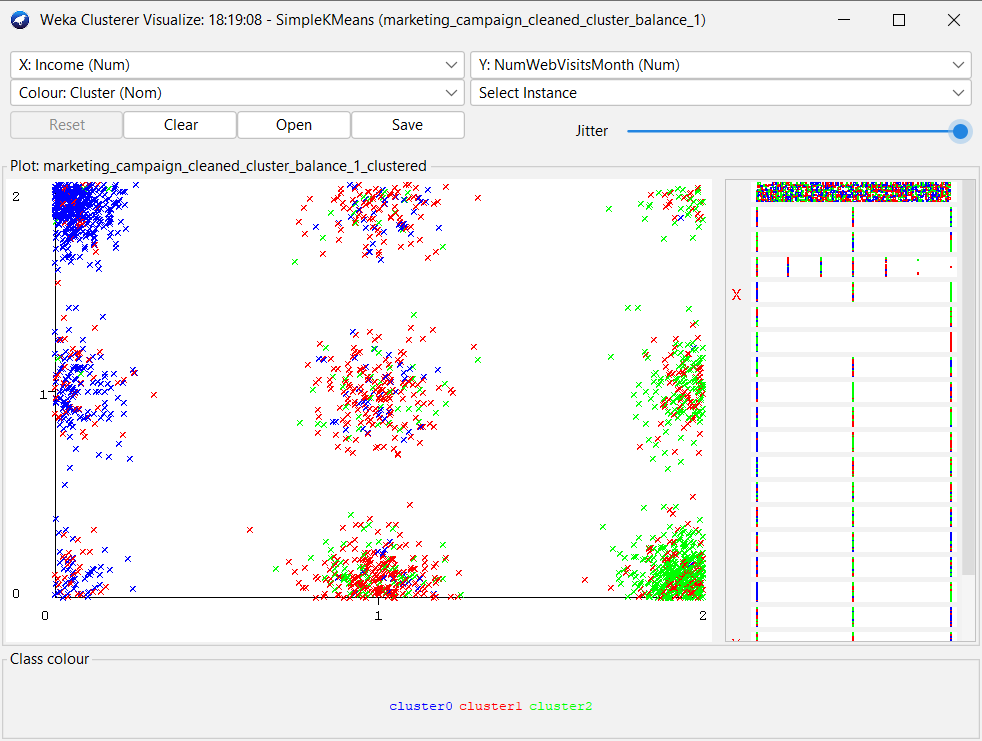 Weka Clusterer Visualize: 18:19:08 - SimpleKMeans (marketing_campaign_cleaned_cluster_balance_1)
X: Income (Num) Y: NumWebVisitsMonth (Num)
Colour: Cluster (Nom) Select Instance
Reset Clear Open Save Jitter
Plot: marketing_campaign_cleaned_cluster_balance_1_clustered
2
X
1
0
0 1 2
Class colour
cluster0 cluster1 cluster2